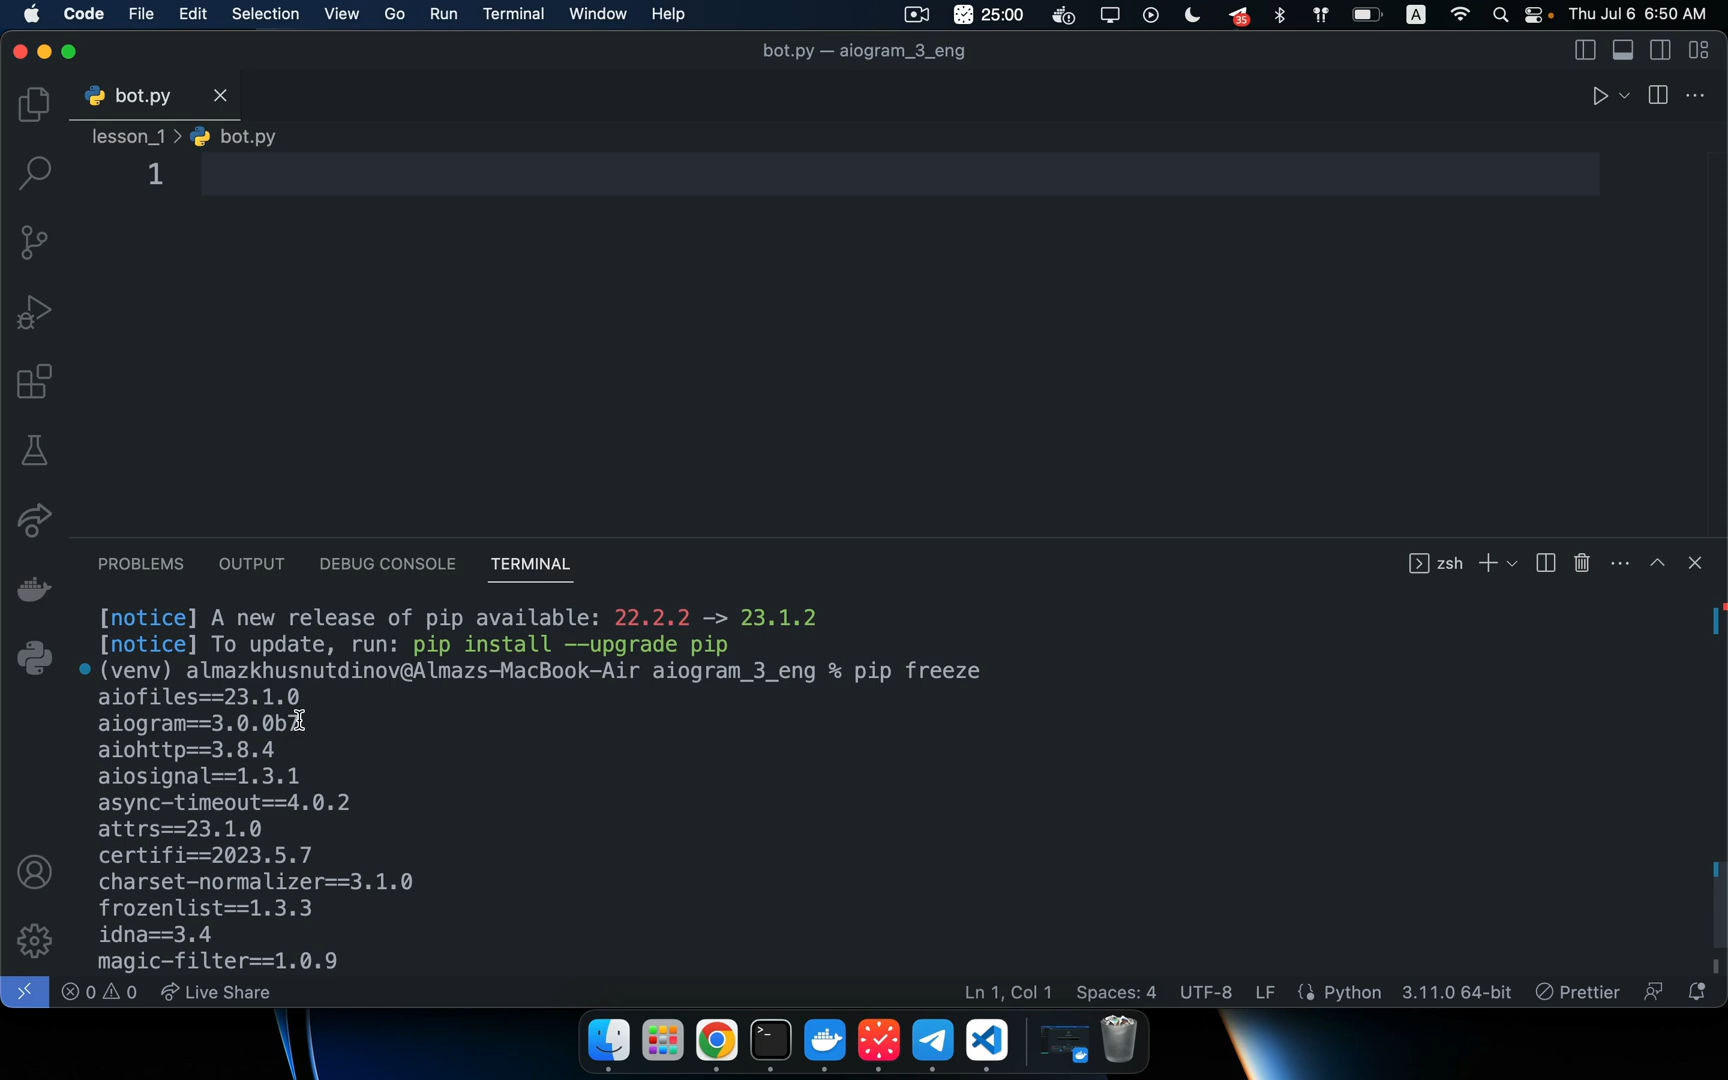 Code File Edit Selection View Go Run Terminal Window Help 25:00 35 A Thu Jul 6 6:50 AM
bot.py — aiogram_3_eng
bot.py
lesson_1 > bot.py
1
PROBLEMS OUTPUT DEBUG CONSOLE TERMINAL zsh
[notice] A new release of pip available: 22.2.2 -> 23.1.2
[notice] To update, run: pip install --upgrade pip
(venv) almazkhusnutdinov@Almazs-MacBook-Air aiogram_3_eng % pip freeze
aiofiles==23.1.0
aiogram==3.0.0b7
aiohttp==3.8.4
aiosignal==1.3.1
async-timeout==4.0.2
attrs==23.1.0
certifi==2023.5.7
charset-normalizer==3.1.0
frozenlist==1.3.3
idna==3.4
magic-filter==1.0.9
0 0 Live Share Ln 1, Col 1 Spaces: 4 UTF-8 LF Python 3.11.0 64-bit Prettier